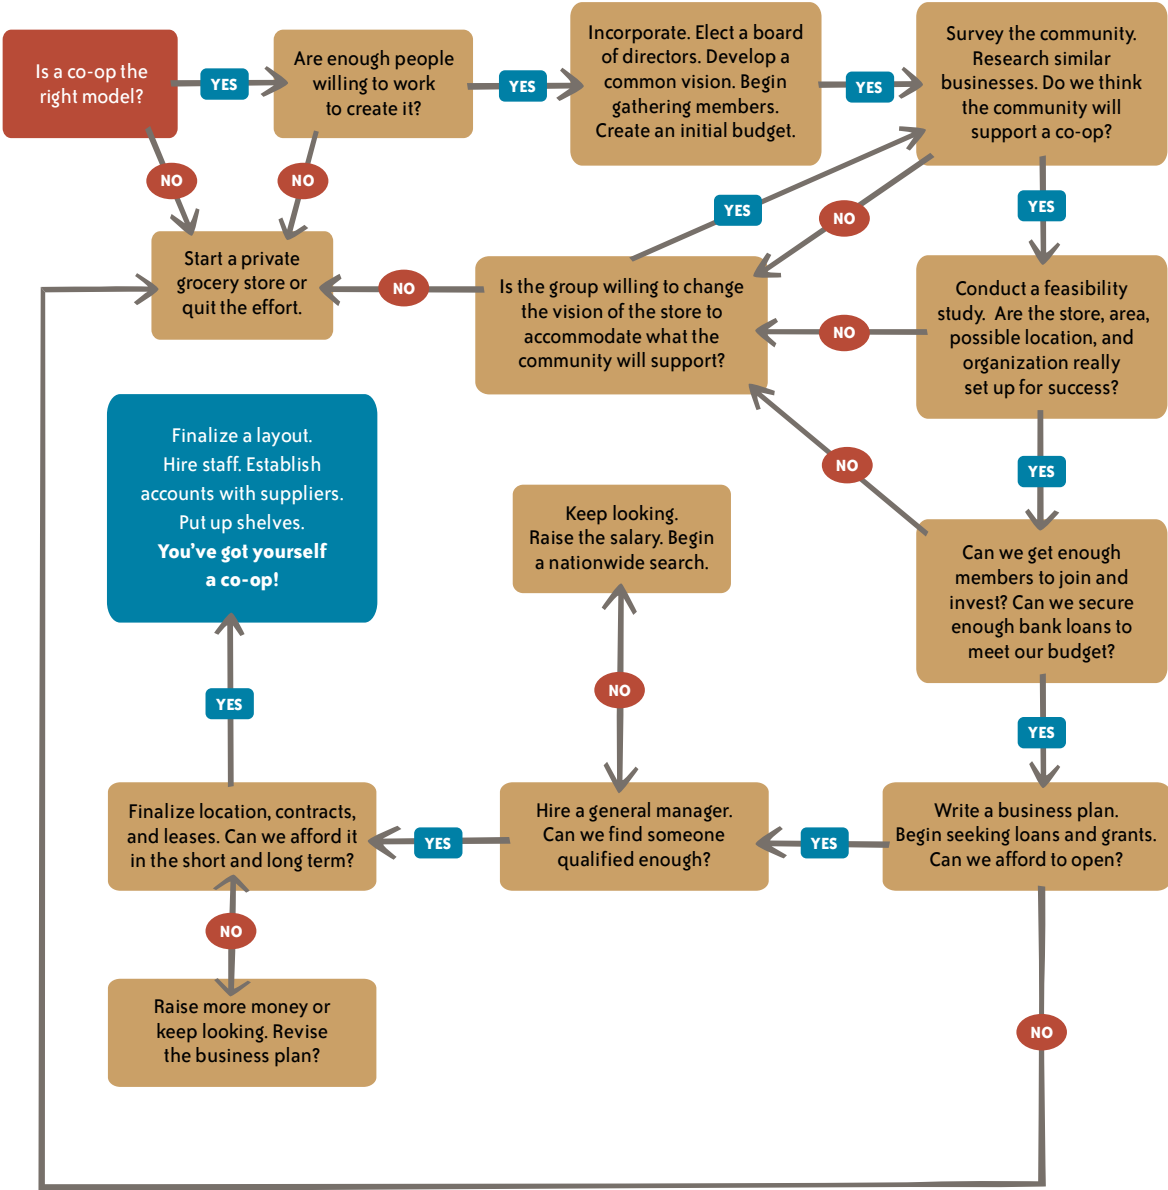 Is a co-op the
right model?
YES
Are enough people
willing to work
to create it?
YES
Incorporate. Elect a board
of directors. Develop a
common vision. Begin
gathering members.
Create an initial budget.
YES
Survey the community.
Research similar
businesses. Do we think
the community will
support a co-op?
NO
NO
YES
NO
YES
Start a private
grocery store or
quit the effort.
NO
Is the group willing to change
the vision of the store to
accommodate what the
community will support?
NO
Conduct a feasibility
study. Are the store, area,
possible location, and
organization really
set up for success?
Finalize a layout.
Hire staff. Establish
accounts with suppliers.
Put up shelves.
You've got yourself
a co-op!
NO
YES
Keep looking.
Raise the salary. Begin
a nationwide search.
Can we get enough
members to join and
invest? Can we secure
enough bank loans to
meet our budget?
YES
NO
YES
Finalize location, contracts,
and leases. Can we afford it
in the short and long term?
YES
Hire a general manager.
Can we find someone
qualified enough?
YES
Write a business plan.
Begin seeking loans and grants.
Can we afford to open?
NO
Raise more money or
keep looking. Revise
the business plan?
NO